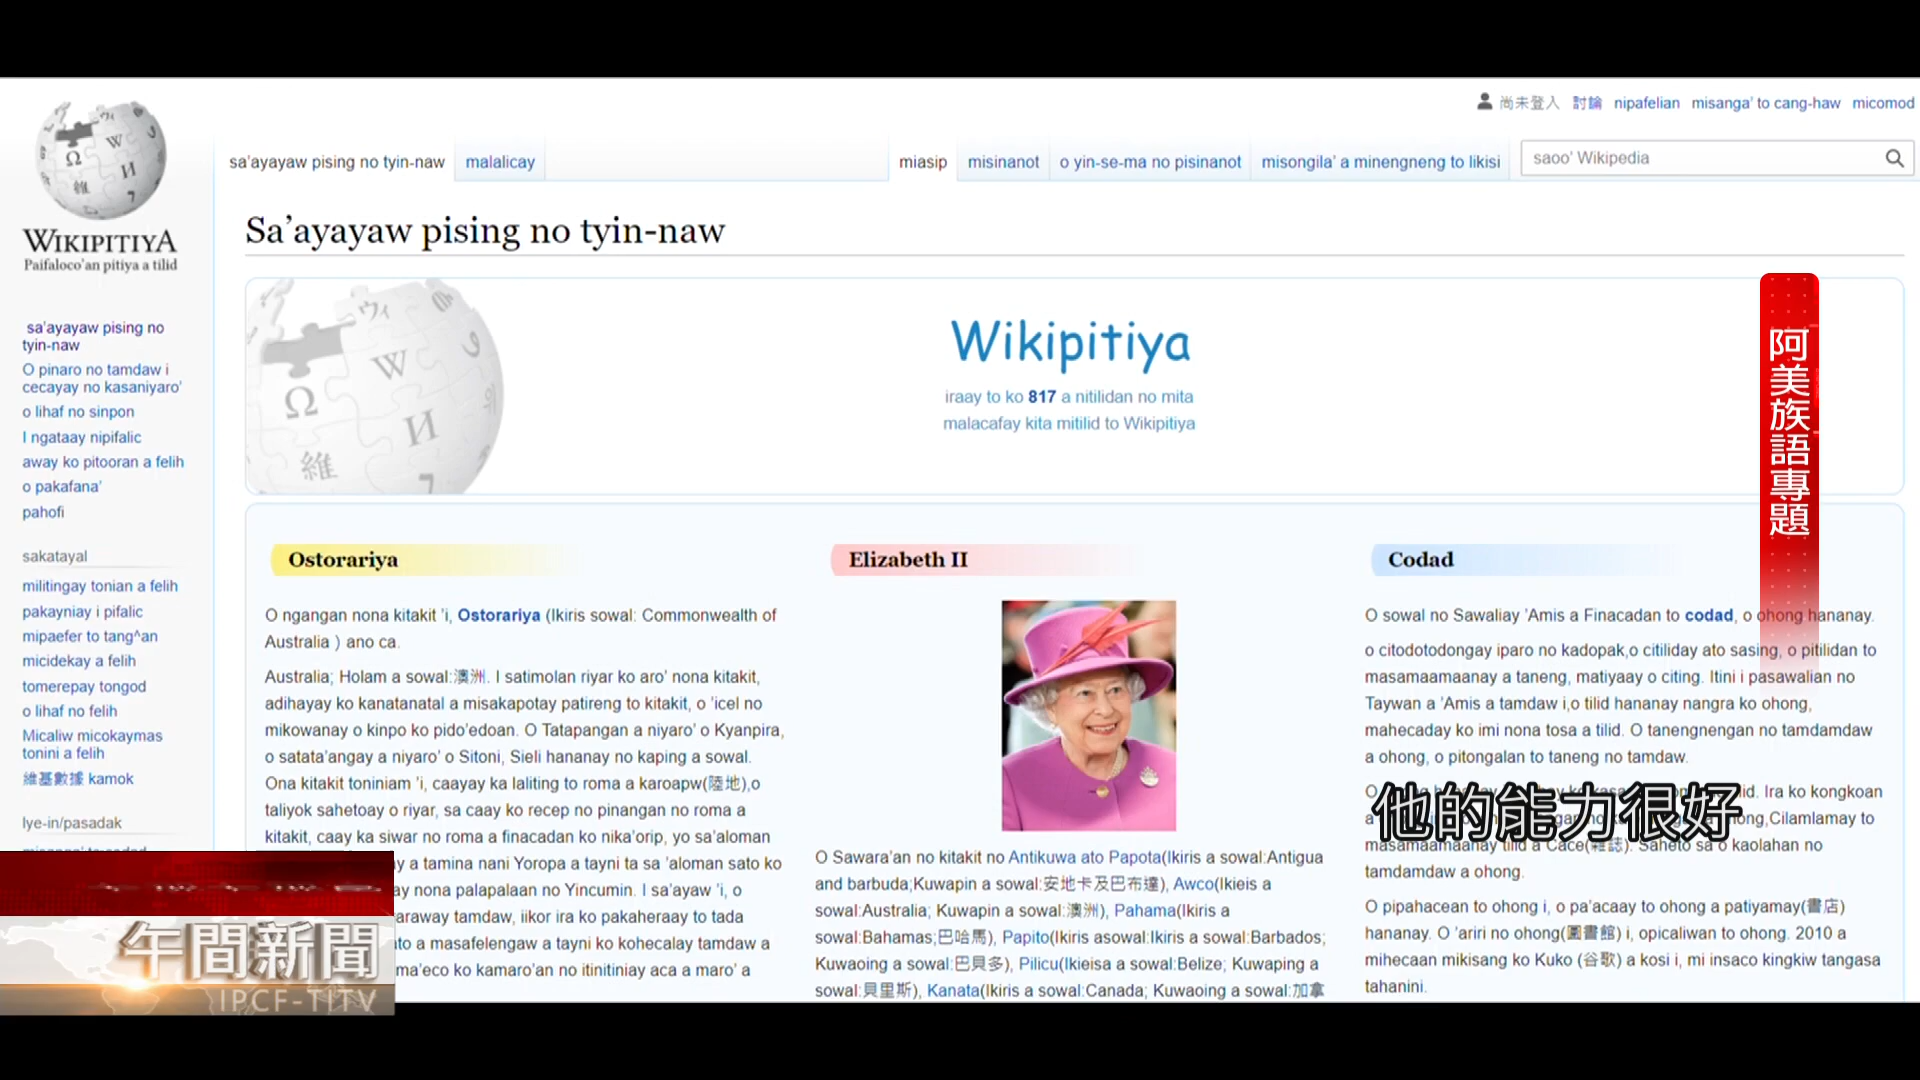 尚未登入 討論 nipafelian misanga' to cang-haw micomod
sa'ayayaw pising no tyin-naw malalicay miasip misinanot o yin-se-ma no pisinanot misongila' a minengneng to likisi saoo' Wikipedia
WIKIPITIYA
Paifaloco'an pitiya a tilid
sa'ayayaw pising no
tyin-naw
O pinaro no tamdaw i
cecayay no kasaniyaro'
o lihaf no sinpon
I ngataay nipifalic
away ko pitooran a felih
o pakafana'
pahofi
sakatayal
militingay tonian a felih
pakayniay i pifalic
mipaefer to tang^an
micidekay a felih
tomerepay tongod
o lihaf no felih
Micaliw micokaymas
tonini a felih
維基數據 kamok
lye-in/pasadak
Sa'ayayaw pising no tyin-naw
Wikipitiya
iraay to ko 817 a nitilidan no mita
malacafay kita mitilid to Wikipitiya
Ostorariya
O ngangan nona kitakit 'i, Ostorariya (Ikiris sowal: Commonwealth of
Australia ) ano ca.
Australia; Holam a sowal:澳洲. I satimolan riyar ko aro' nona kitakit,
adihayay ko kanatanatal a misakapotay patireng to kitakit, o 'icel no
mikowanay o kinpo ko pido'edoan. O Tatapangan a niyaro' o Kyanpira,
o satata'angay a niyaro' o Sitoni, Sieli hananay no kaping a sowal.
Ona kitakit toniniam 'i, caayay ka laliting to roma a karoapw(陸地),o
taliyok sahetoay o riyar, sa caay ko recep no pinangan no roma a
kitakit, caay ka siwar no roma a finacadan ko nika'orip, yo sa'aloman
ay a tamina nani Yoropa a tayni ta sa 'aloman sato ko
ay nona palapalaan no Yincumin. I sa'ayaw 'i, o
araway tamdaw, iikor ira ko pakaheraay to tada
ato a masafelengaw a tayni ko kohecalay tamdaw a
ma'eco ko kamaro'an no itinitiniay aca a maro' a
Elizabeth II
O Sawara'an no kitakit no Antikuwa ato Papota(Ikiris a sowal:Antigua
and barbuda;Kuwapin a sowal:安地卡及巴布達), Awco(Ikieis a
sowal:Australia; Kuwapin a sowal:澳洲), Pahama(Ikiris a
sowal:Bahamas;巴哈馬), Papito(Ikiris asowal:Ikiris a sowal:Barbados;
Kuwaoing a sowal:巴貝多), Pilicu(Ikieisa a sowal:Belize; Kuwaping a
sowal:貝里斯), Kanata(Ikiris a sowal:Canada; Kuwaoing a sowal:加拿
Codad
O sowal no Sawaliay 'Amis a Finacadan to codad, o ohong hananay.
o citodotodongay iparo no kadopak,o citiliday ato sasing, o pitilidan to
masamaamaanay a taneng, matiyaay o citing. Itini i pasawalian no
Taywan a 'Amis a tamdaw i,o tilid hananay nangra ko ohong,
mahecaday ko imi nona tosa a tilid. O tanengnengan no tamdamdaw
a ohong, o pitongalan to taneng no tamdaw.
Ira ko kongkoan
Cilamlamay to
masamaamaanay tilid a Cace(雜誌). Saheto sa o kaolahan no
tamdamdaw a ohong.
O pipahacean to ohong i, o pa'acaay to ohong a patiyamay(書店)
hananay. O 'ariri no ohong(圖書館) i, opicaliwan to ohong. 2010 a
mihecaan mikisang ko Kuko (谷歌) a kosi i, mi insaco kingkiw tangasa
tahanini.
阿美族語專題
他的能力很好
午間新聞
IPCF-TITV